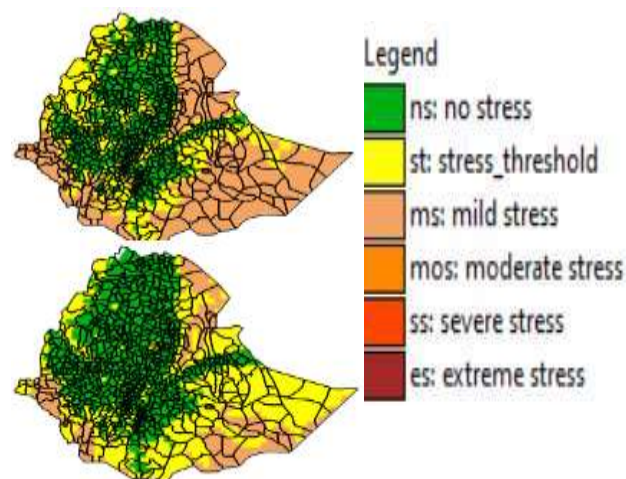 Legend
ns: no stress
st: stress_threshold
ms: mild stress
mos: moderate stress
ss: severe stress
es: extreme stress